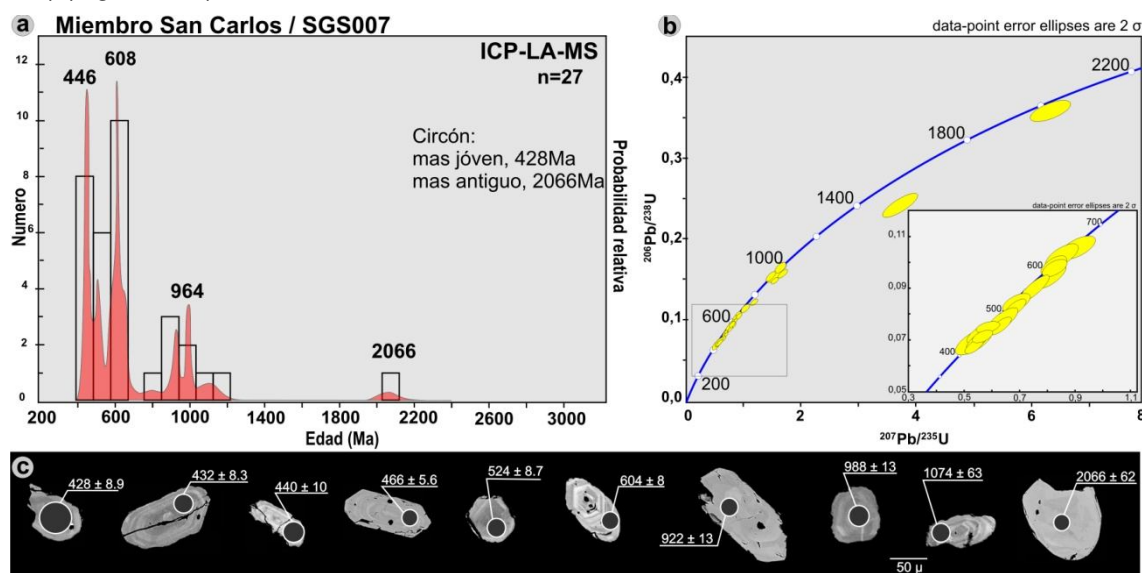 a Miembro San Carlos / SGS007
ICP-LA-MS
n=27
446
608
964
2066
Circón:
mas jóven, 428Ma
mas antiguo, 2066Ma
Numero
12
10
8
6
4
2
0
200 600 1000 1400 1800 2200 2600 3000
Edad (Ma)
Probabilidad relativa
b
data-point error ellipses are 2 σ
206Pb/238U
0,4
0,3
0,2
0,1
0,0
0 2 4 6 8
207Pb/235U
200
600
1000
1400
1800
2200
data-point error ellipses are 2 σ
0,11
0,09
0,07
0,05
0,3 0,5 0,7 0,9 1,1
400
500
600
700
c
428 ± 8.9
432 ± 8.3
440 ± 10
466 ± 5.6
524 ± 8.7
604 ± 8
922 ± 13
988 ± 13
1074 ± 63
2066 ± 62
50 µ